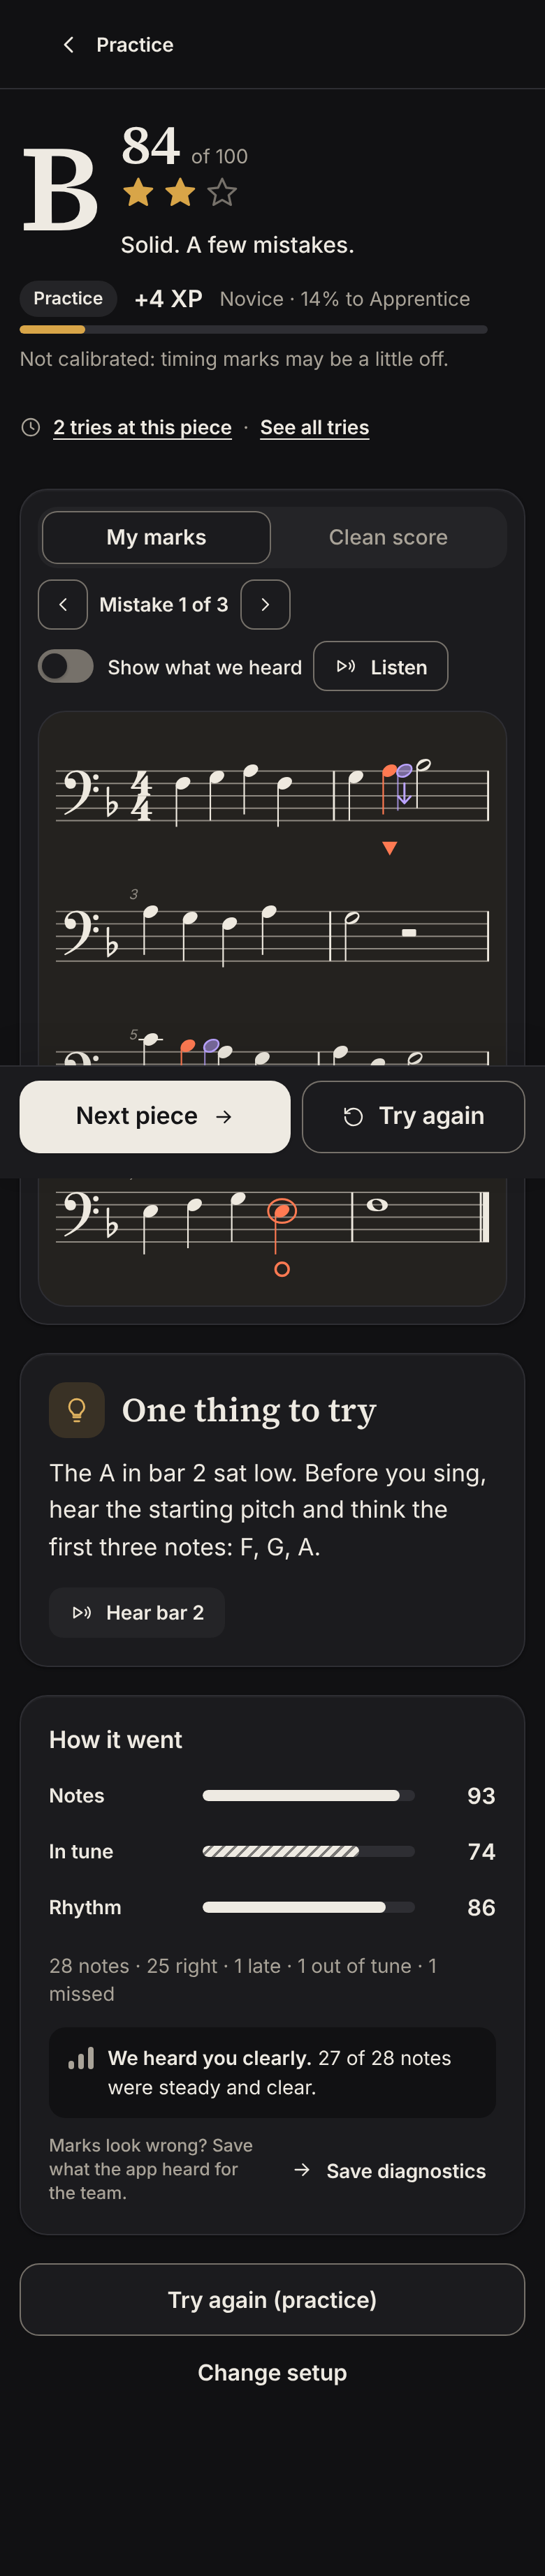 Practice
B
84 of 100
Solid. A few mistakes.
Practice +4 XP Novice · 14% to Apprentice
Not calibrated: timing marks may be a little off.
2 tries at this piece · See all tries
My marks Clean score
Mistake 1 of 3
Show what we heard Listen
4
4
3
5
Next piece → Try again
One thing to try
The A in bar 2 sat low. Before you sing,
hear the starting pitch and think the
first three notes: F, G, A.
Hear bar 2
How it went
Notes 93
In tune 74
Rhythm 86
28 notes · 25 right · 1 late · 1 out of tune · 1
missed
We heard you clearly. 27 of 28 notes
were steady and clear.
Marks look wrong? Save
what the app heard for
the team.
→ Save diagnostics
Try again (practice)
Change setup